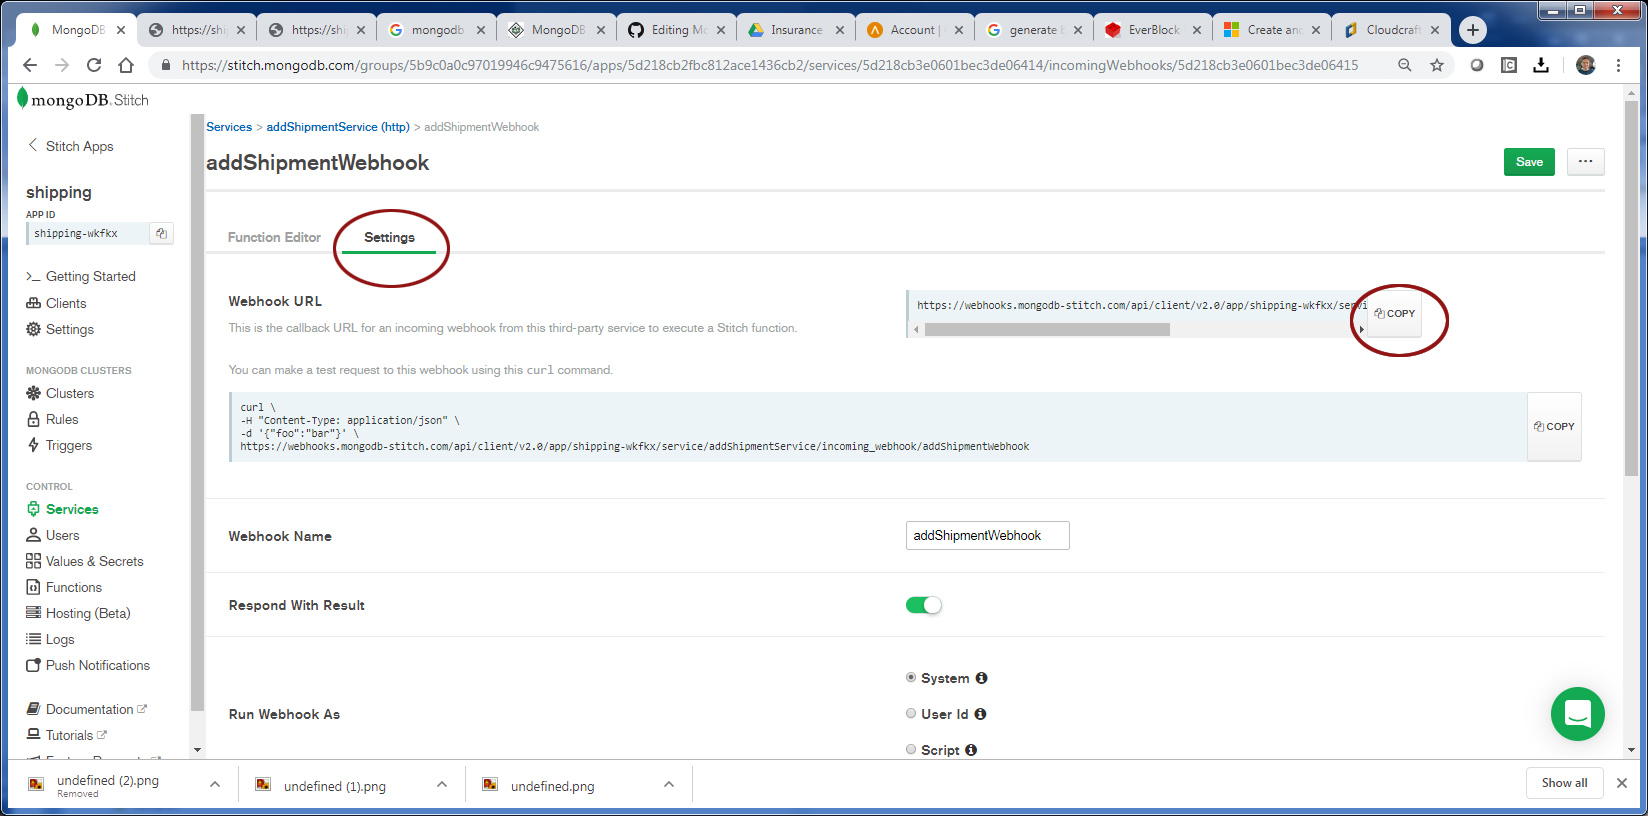 MongoDB
https://shi
https://shi
mongodb
MongoDB
Editing Mo
Insurance
Account |
generate
EverBlock
Create and
Cloudcraft
https://stitch.mongodb.com/groups/5b9c0a0c97019946c9475616/apps/5d218cb2fbc812ace1436cb2/services/5d218cb3e0601bec3de06414/incomingWebhooks/5d218cb3e0601bec3de06415
mongoDB. Stitch
Stitch Apps
shipping
APP ID
shipping-wkfkx
Getting Started
Clients
Settings
MONGODB CLUSTERS
Clusters
Rules
Triggers
CONTROL
Services
Users
Values & Secrets
Functions
Hosting (Beta)
Logs
Push Notifications
Documentation
Tutorials
Services > addShipmentService (http) > addShipmentWebhook
addShipmentWebhook
Save
...
Function Editor
Settings
Webhook URL
This is the callback URL for an incoming webhook from this third-party service to execute a Stitch function.
https://webhooks.mongodb-stitch.com/api/client/v2.0/app/shipping-wkfkx/servi
COPY
You can make a test request to this webhook using this curl command.
curl \
-H "Content-Type: application/json" \
-d '{"foo":"bar"}' \
https://webhooks.mongodb-stitch.com/api/client/v2.0/app/shipping-wkfkx/service/addShipmentService/incoming_webhook/addShipmentWebhook
COPY
Webhook Name
addShipmentWebhook
Respond With Result
Run Webhook As
System
User Id
Script
undefined (2).png
Removed
undefined (1).png
undefined.png
Show all